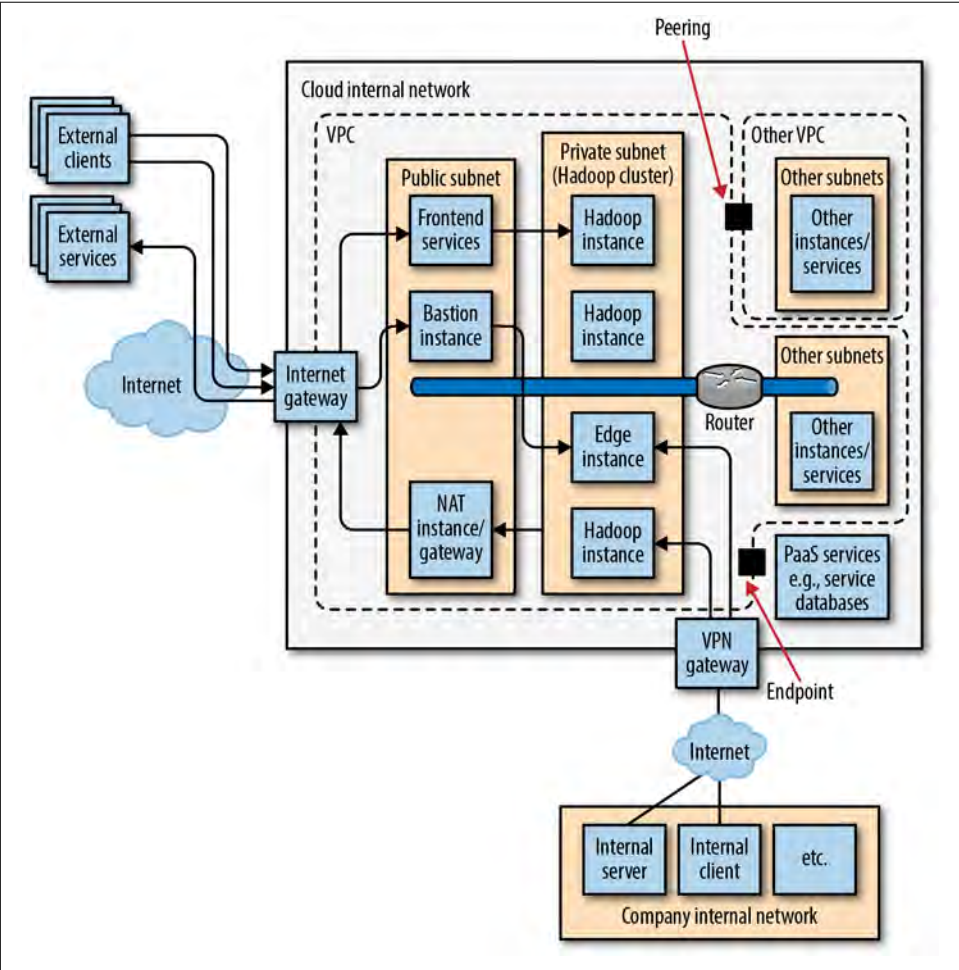 Peering
Cloud internal network
External
clients
External
services
Internet
Internet
gateway
VPC
Public subnet
Frontend
services
Bastion
instance
NAT
instance/
gateway
Private subnet
(Hadoop cluster)
Hadoop
instance
Hadoop
instance
Edge
instance
Hadoop
instance
Router
Other VPC
Other subnets
Other
instances/
services
Other subnets
Other
instances/
services
PaaS services
e.g., service
databases
VPN
gateway
Endpoint
Internet
Internal
server
Internal
client
etc.
Company internal network